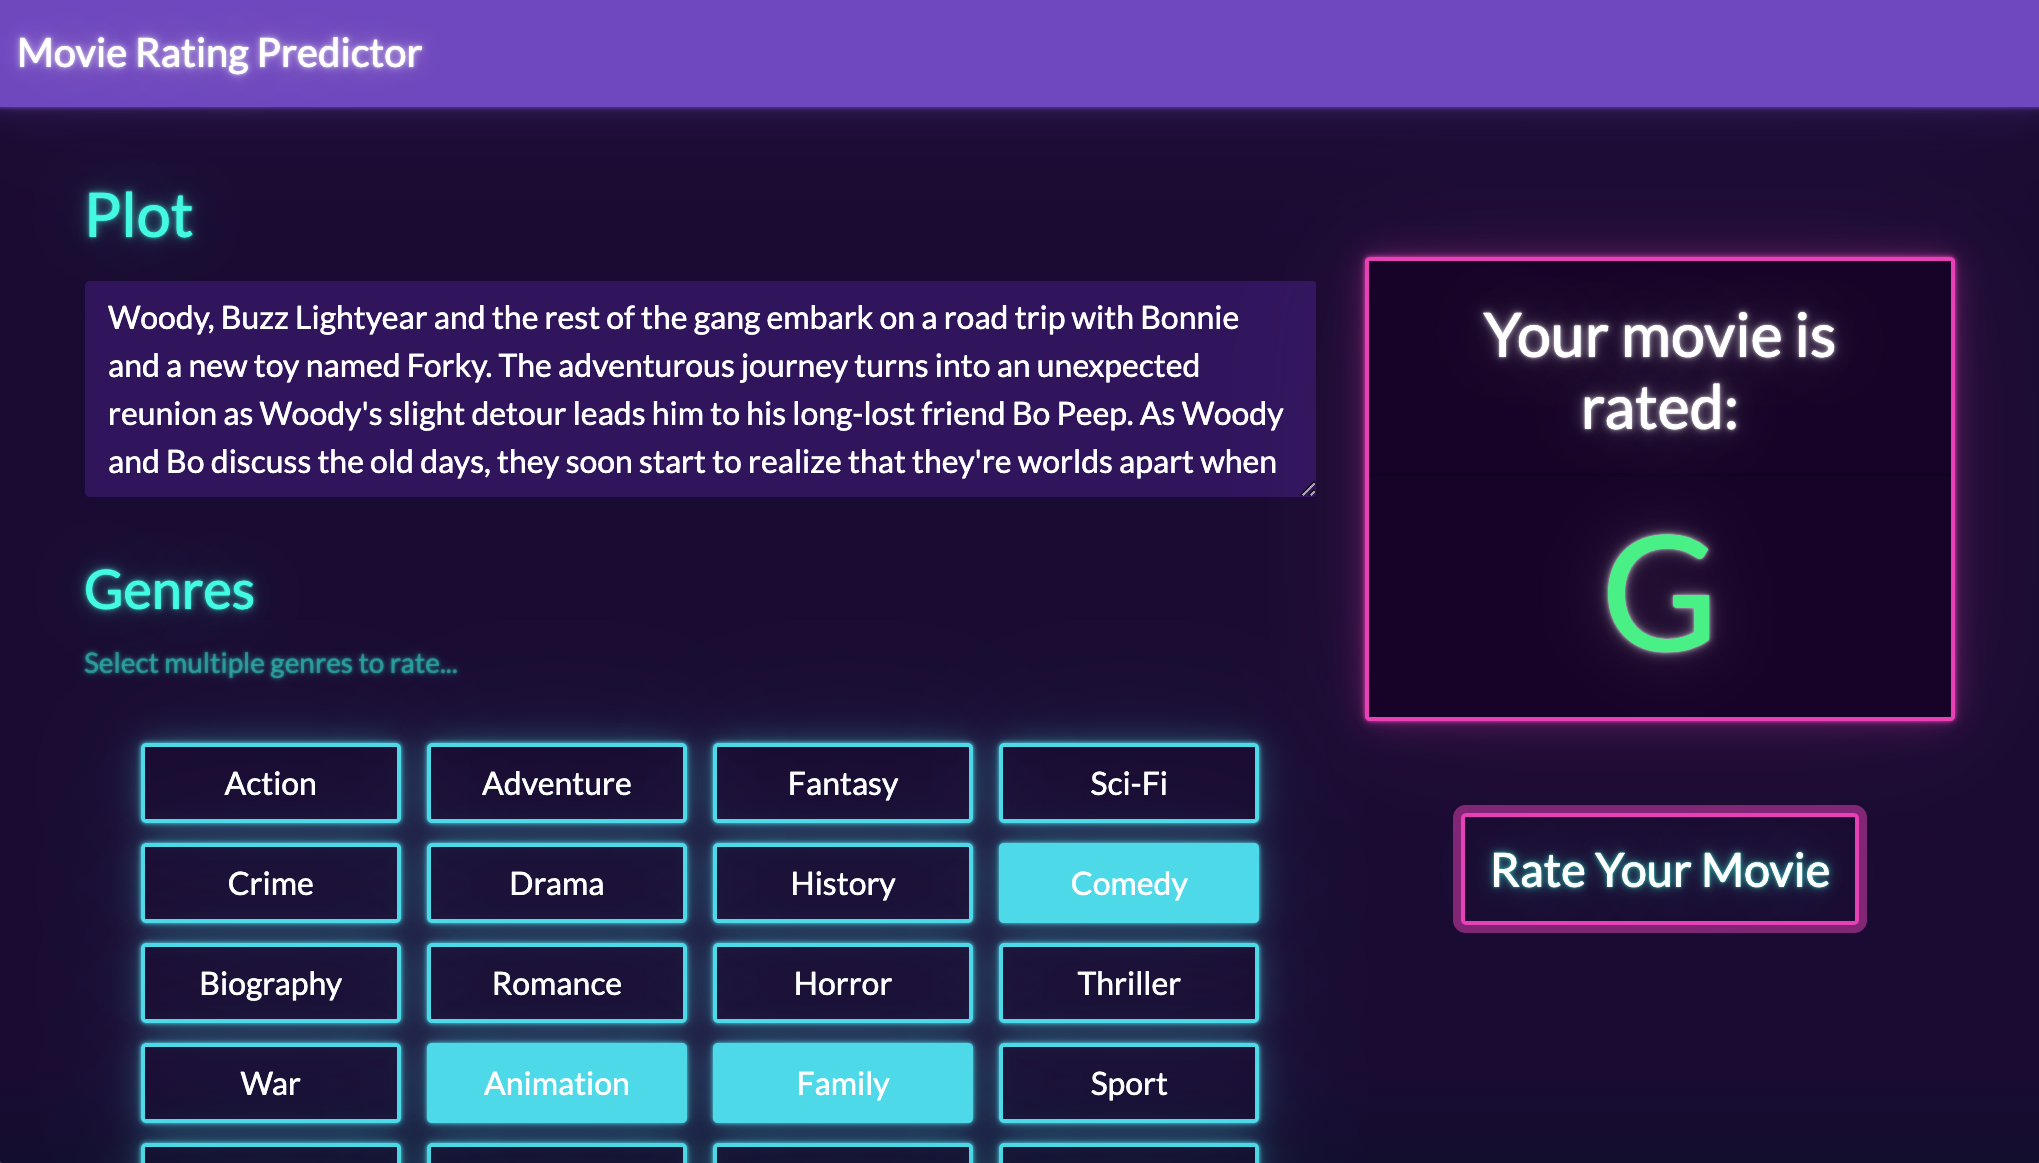 Movie Rating Predictor
Plot
Woody, Buzz Lightyear and the rest of the gang embark on a road trip with Bonnie
and a new toy named Forky. The adventurous journey turns into an unexpected
reunion as Woody's slight detour leads him to his long-lost friend Bo Peep. As Woody
and Bo discuss the old days, they soon start to realize that they're worlds apart when
Genres
Select multiple genres to rate...
Action
Adventure
Fantasy
Sci-Fi
Crime
Drama
History
Comedy
Biography
Romance
Horror
Thriller
War
Animation
Family
Sport
Your movie is
rated:
G
Rate Your Movie